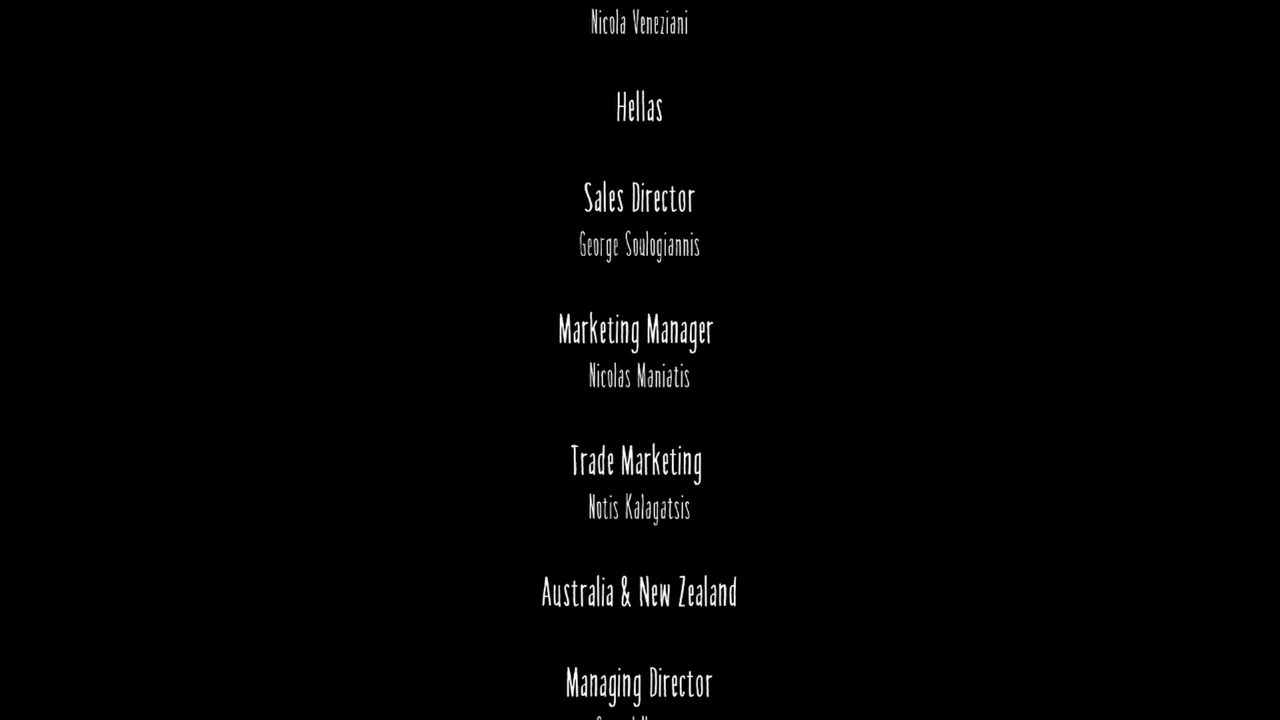 Nicola Veneziani
Hellas
Sales Director
George Soulogiannis
Marketing Manager
Nicolas Maniatis
Trade Marketing
Notis Kalagatsis
Australia & New Zealand
Managing Director